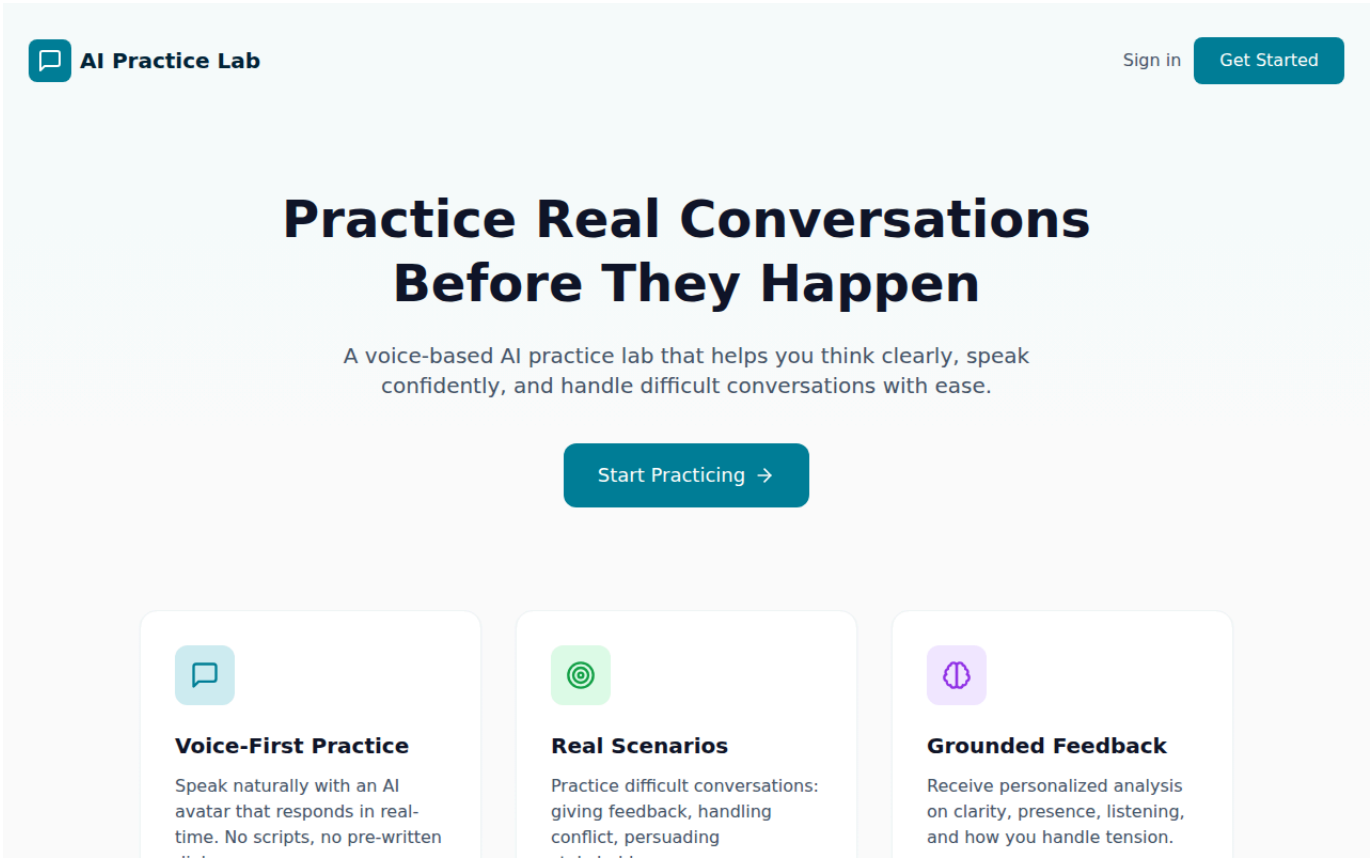 AI Practice Lab
Sign in
Get Started
Practice Real Conversations
Before They Happen
A voice-based AI practice lab that helps you think clearly, speak
confidently, and handle difficult conversations with ease.
Start Practicing →
Voice-First Practice
Speak naturally with an AI
avatar that responds in real-
time. No scripts, no pre-written
Real Scenarios
Practice difficult conversations:
giving feedback, handling
conflict, persuading
Grounded Feedback
Receive personalized analysis
on clarity, presence, listening,
and how you handle tension.